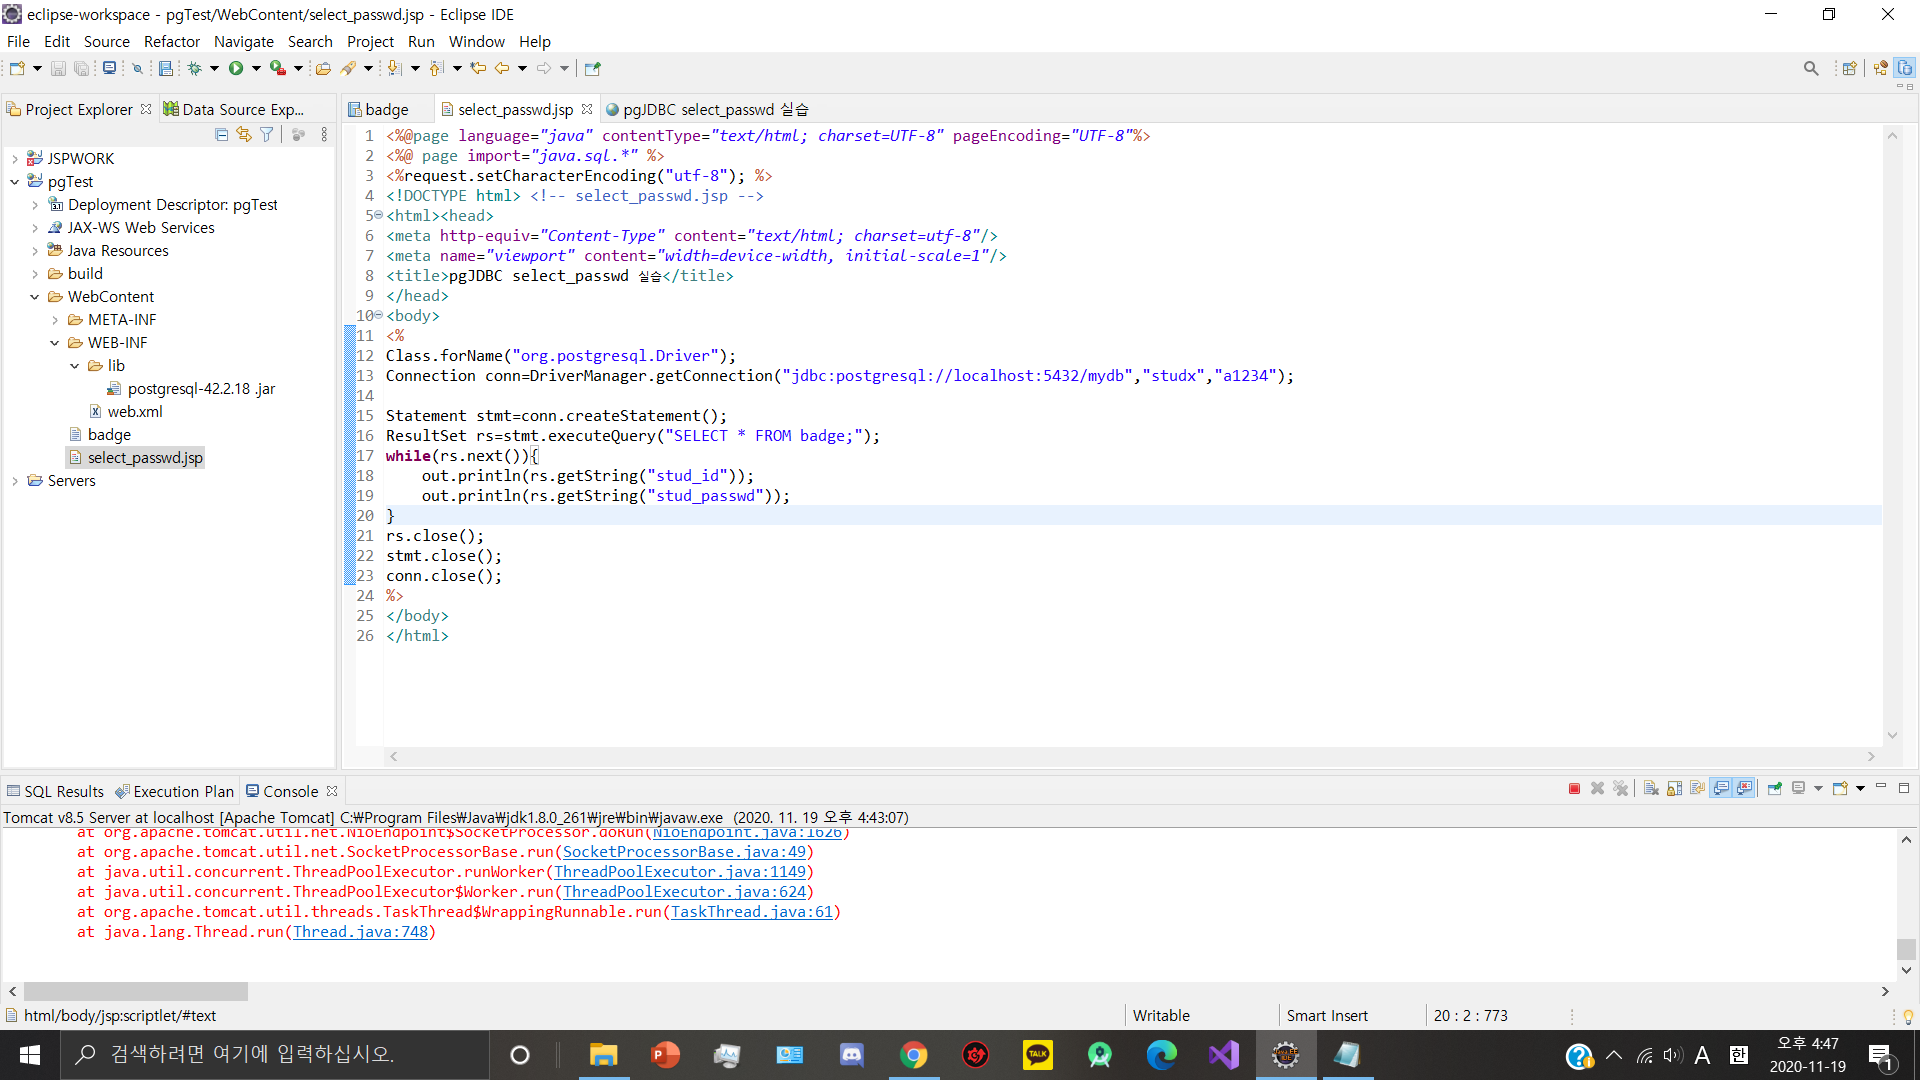 eclipse-workspace - pgTest/WebContent/select_passwd.jsp - Eclipse IDE
File Edit Source Refactor Navigate Search Project Run Window Help
Project Explorer Data Source Exp...
JSPWORK
pgTest
Deployment Descriptor: pgTest
JAX-WS Web Services
Java Resources
build
WebContent
META-INF
WEB-INF
lib
postgresql-42.2.18 .jar
web.xml
badge
select_passwd.jsp
Servers
badge select_passwd.jsp pgJDBC select_passwd 실습
1 <%@page language="java" contentType="text/html; charset=UTF-8" pageEncoding="UTF-8"%>
2 <%@ page import="java.sql.*" %>
3 <%request.setCharacterEncoding("utf-8"); %>
4 <!DOCTYPE html> <!-- select_passwd.jsp -->
5 <html><head>
6 <meta http-equiv="Content-Type" content="text/html; charset=utf-8"/>
7 <meta name="viewport" content="width=device-width, initial-scale=1"/>
8 <title>pgJDBC select_passwd 실습</title>
9 </head>
10 <body>
11 <%
12 Class.forName("org.postgresql.Driver");
13 Connection conn=DriverManager.getConnection("jdbc:postgresql://localhost:5432/mydb","studx","a1234");
14
15 Statement stmt=conn.createStatement();
16 ResultSet rs=stmt.executeQuery("SELECT * FROM badge;");
17 while(rs.next()){
18 out.println(rs.getString("stud_id"));
19 out.println(rs.getString("stud_passwd"));
20 }
21 rs.close();
22 stmt.close();
23 conn.close();
24 %>
25 </body>
26 </html>
SQL Results Execution Plan Console
Tomcat v8.5 Server at localhost [Apache Tomcat] C:₩Program Files₩Java₩jdk1.8.0_261₩jre₩bin₩javaw.exe (2020. 11. 19 오후 4:43:07)
at org.apache.tomcat.util.net.NioEndpoint$SocketProcessor.doRun(NioEndpoint.java:1626)
at org.apache.tomcat.util.net.SocketProcessorBase.run(SocketProcessorBase.java:49)
at java.util.concurrent.ThreadPoolExecutor.runWorker(ThreadPoolExecutor.java:1149)
at java.util.concurrent.ThreadPoolExecutor$Worker.run(ThreadPoolExecutor.java:624)
at org.apache.tomcat.util.threads.TaskThread$WrappingRunnable.run(TaskThread.java:61)
at java.lang.Thread.run(Thread.java:748)
html/body/jsp:scriptlet/#text Writable Smart Insert 20 : 2 : 773
검색하려면 여기에 입력하십시오. TALK A 한 오후 4:47
2020-11-19 1